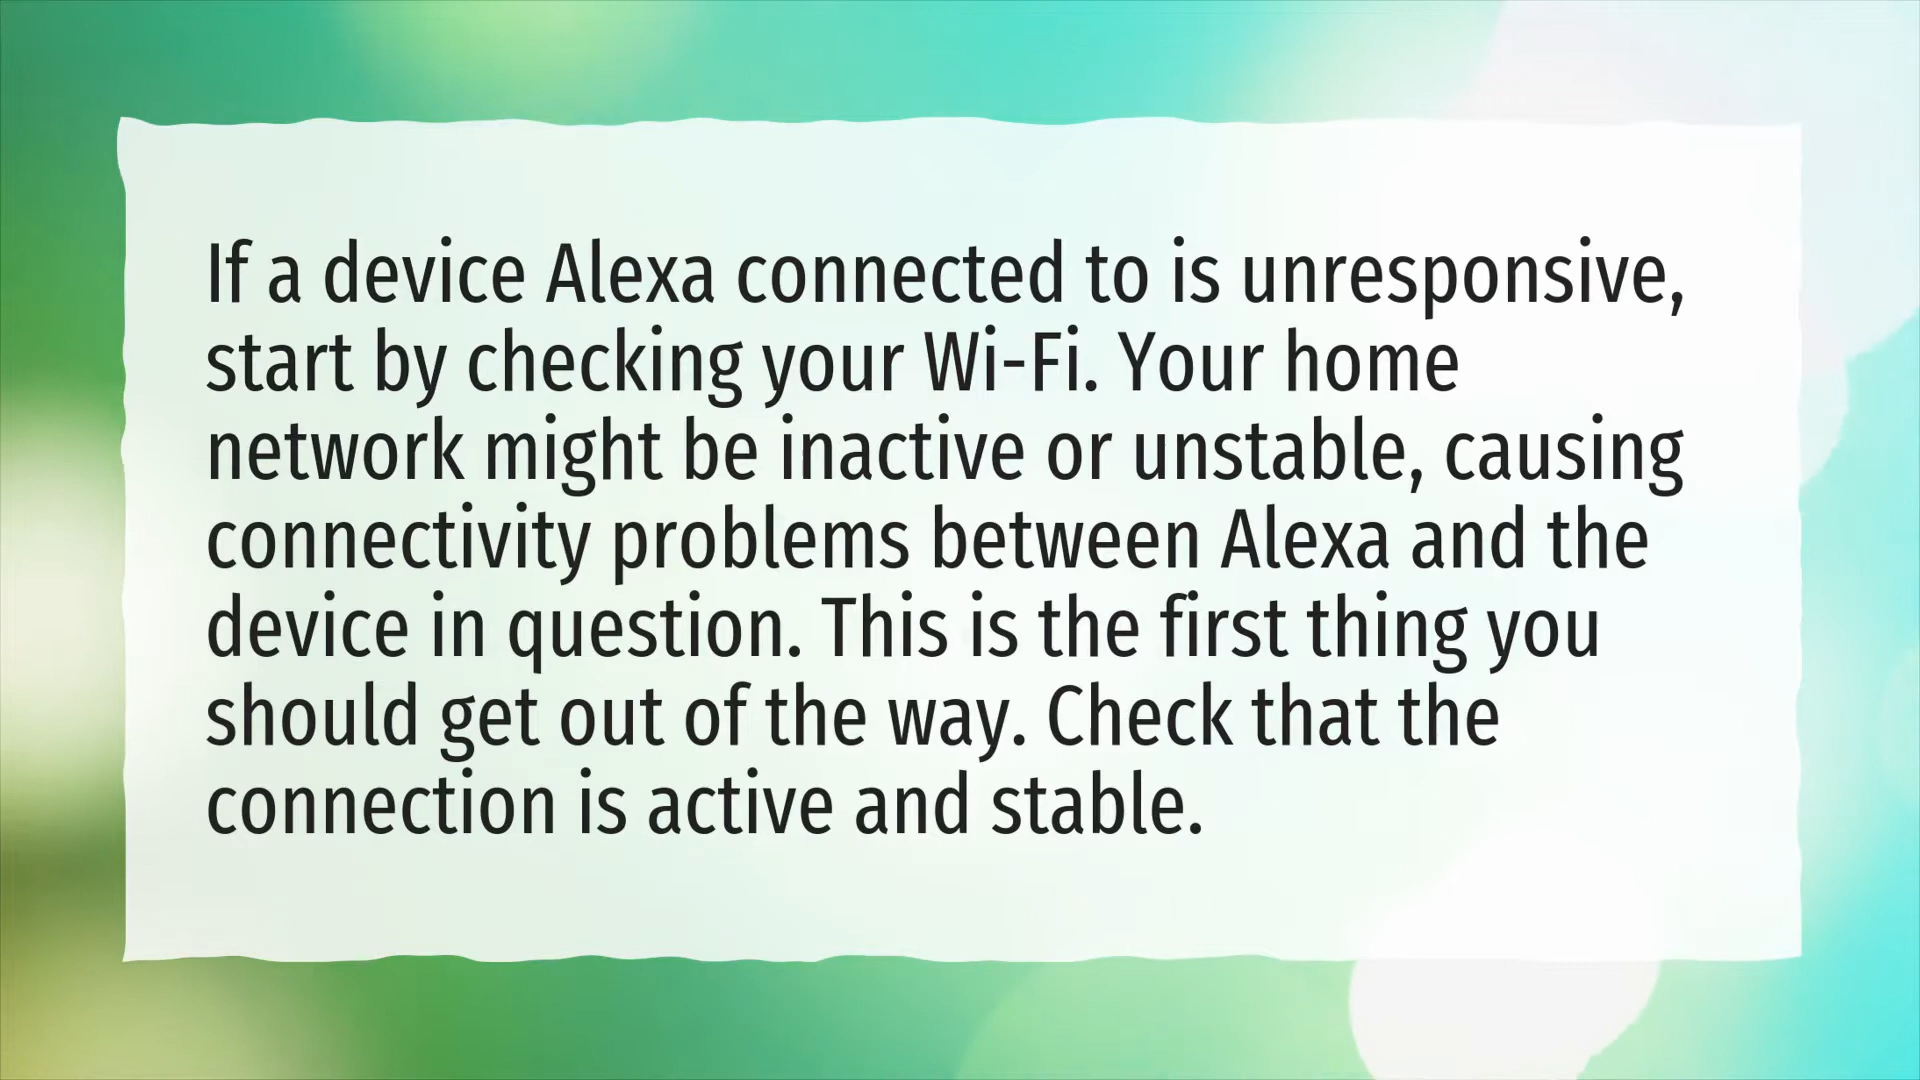 If a device Alexa connected to is unresponsive,
start by checking your Wi-Fi. Your home
network might be inactive or unstable, causing
connectivity problems between Alexa and the
device in question. This is the first thing you
should get out of the way. Check that the
connection is active and stable.